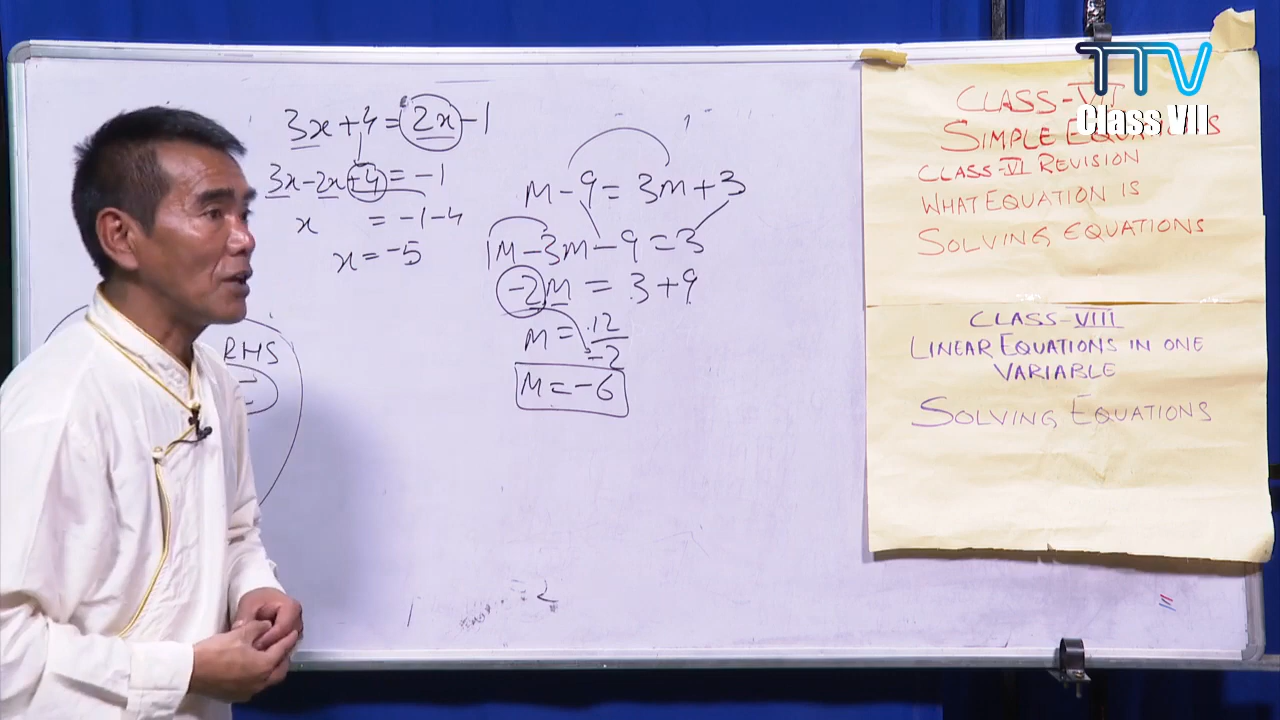 3x+4=2x-1
3x-2x+4=-1
x =-1-4
x=-5
RHS
M-9=3M+3
1M-3M-9=3
-2M = 3+9
M=12/-2
M=-6
=2
TTV
Class VII
CLASS-VII
SIMPLE
CLASS-VI REVISION
WHAT EQUATION IS
SOLVING EQUATIONS
CLASS-VIII
LINEAR EQUATIONS IN ONE
VARIABLE
SOLVING EQUATIONS